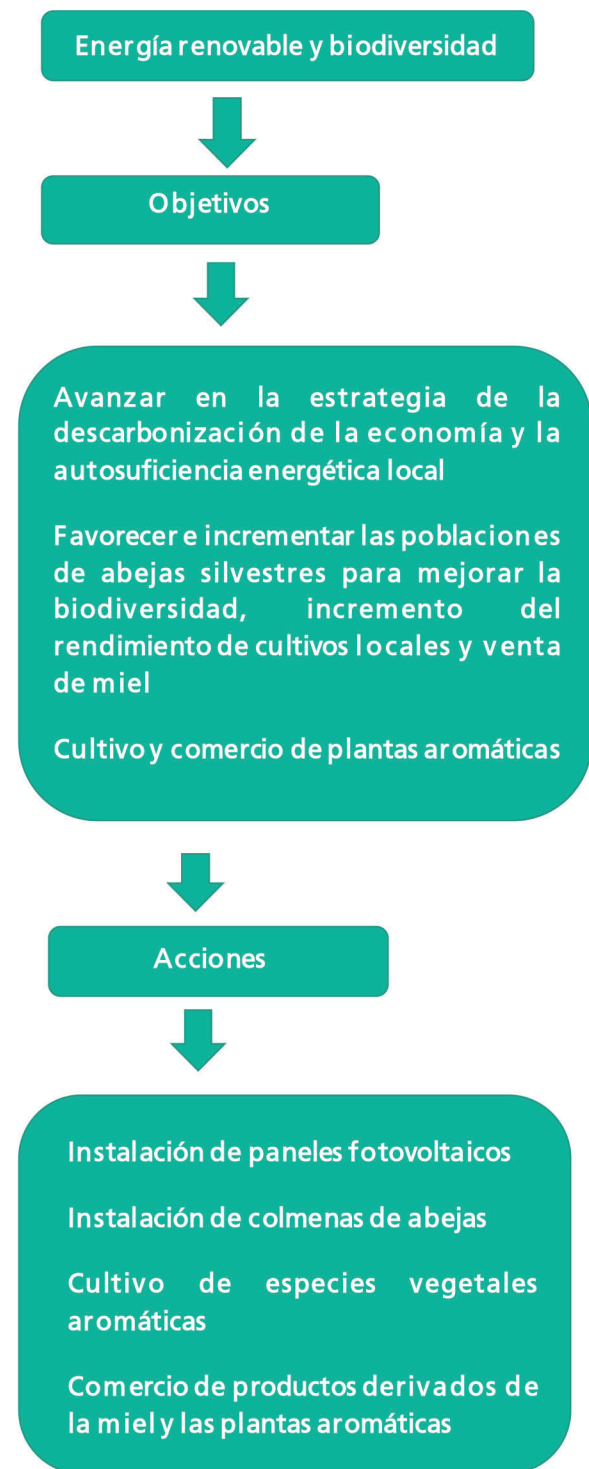 Energía renovable y biodiversidad
Objetivos
Avanzar en la estrategia de la
descarbonización de la economía y la
autosuficiencia energética local
Favorecer e incrementar las poblaciones
de abejas silvestres para mejorar la
biodiversidad, incremento del
rendimiento de cultivos locales y venta
de miel
Cultivo y comercio de plantas aromáticas
Acciones
Instalación de paneles fotovoltaicos
Instalación de colmenas de abejas
Cultivo de especies vegetales
aromáticas
Comercio de productos derivados de
la miel y las plantas aromáticas